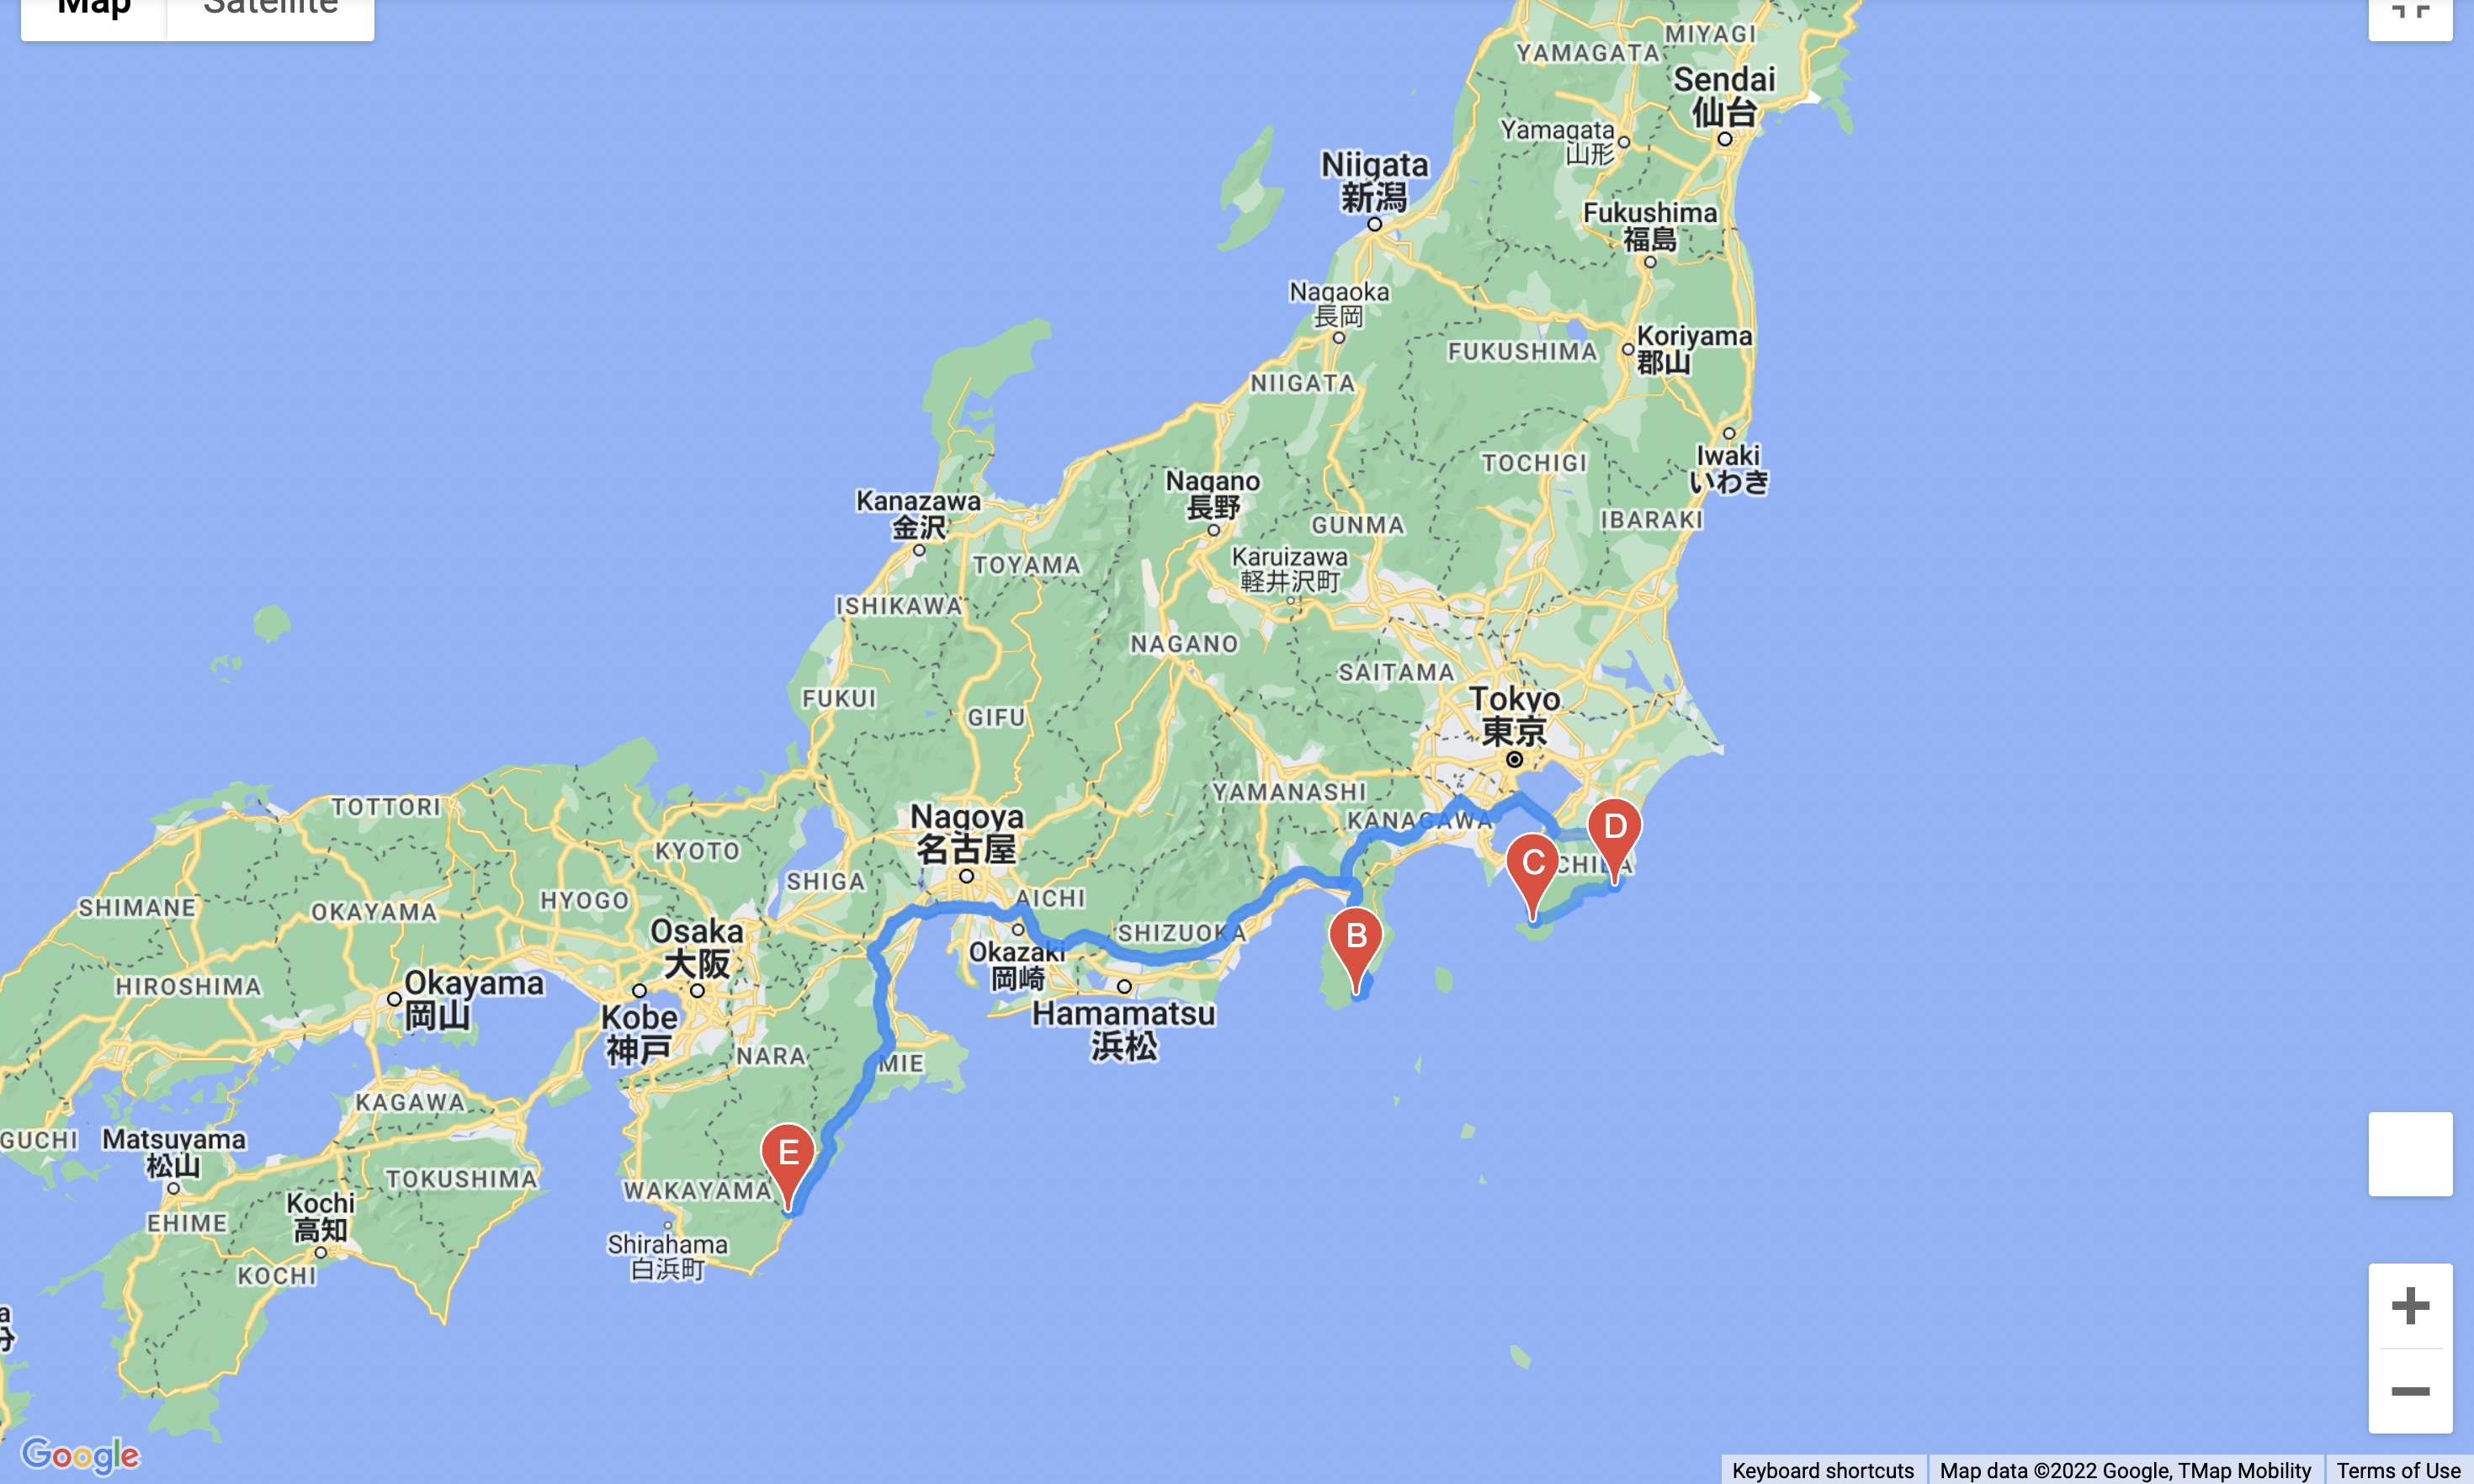 Map
Satellite
MIYAGI
YAMAGATA
Sendai
仙台
Yamagata
山形
Niigata
新潟
Fukushima
福島
Nagaoka
長岡
Koriyama
郡山
FUKUSHIMA
NIIGATA
Iwaki
いわき
TOCHIGI
Nagano
長野
Kanazawa
金沢
GUNMA
IBARAKI
Karuizawa
軽井沢町
TOYAMA
ISHIKAWA
NAGANO
SAITAMA
FUKUI
GIFU
Tokyo
東京
YAMANASHI
TOTTORI
Nagoya
名古屋
KANAGAWA
D
C
CHIBA
KYOTO
SHIGA
AICHI
HYOGO
SHIMANE
OKAYAMA
Osaka
大阪
SHIZUOKA
B
Okazaki
岡崎
HIROSHIMA
Okayama
岡山
Kobe
神戸
Hamamatsu
浜松
NARA
MIE
KAGAWA
GUCHI
Matsuyama
松山
E
TOKUSHIMA
WAKAYAMA
EHIME
Kochi
高知
Shirahama
白浜町
KOCHI
a
分
Google
Keyboard shortcuts
Map data ©2022 Google, TMap Mobility
Terms of Use